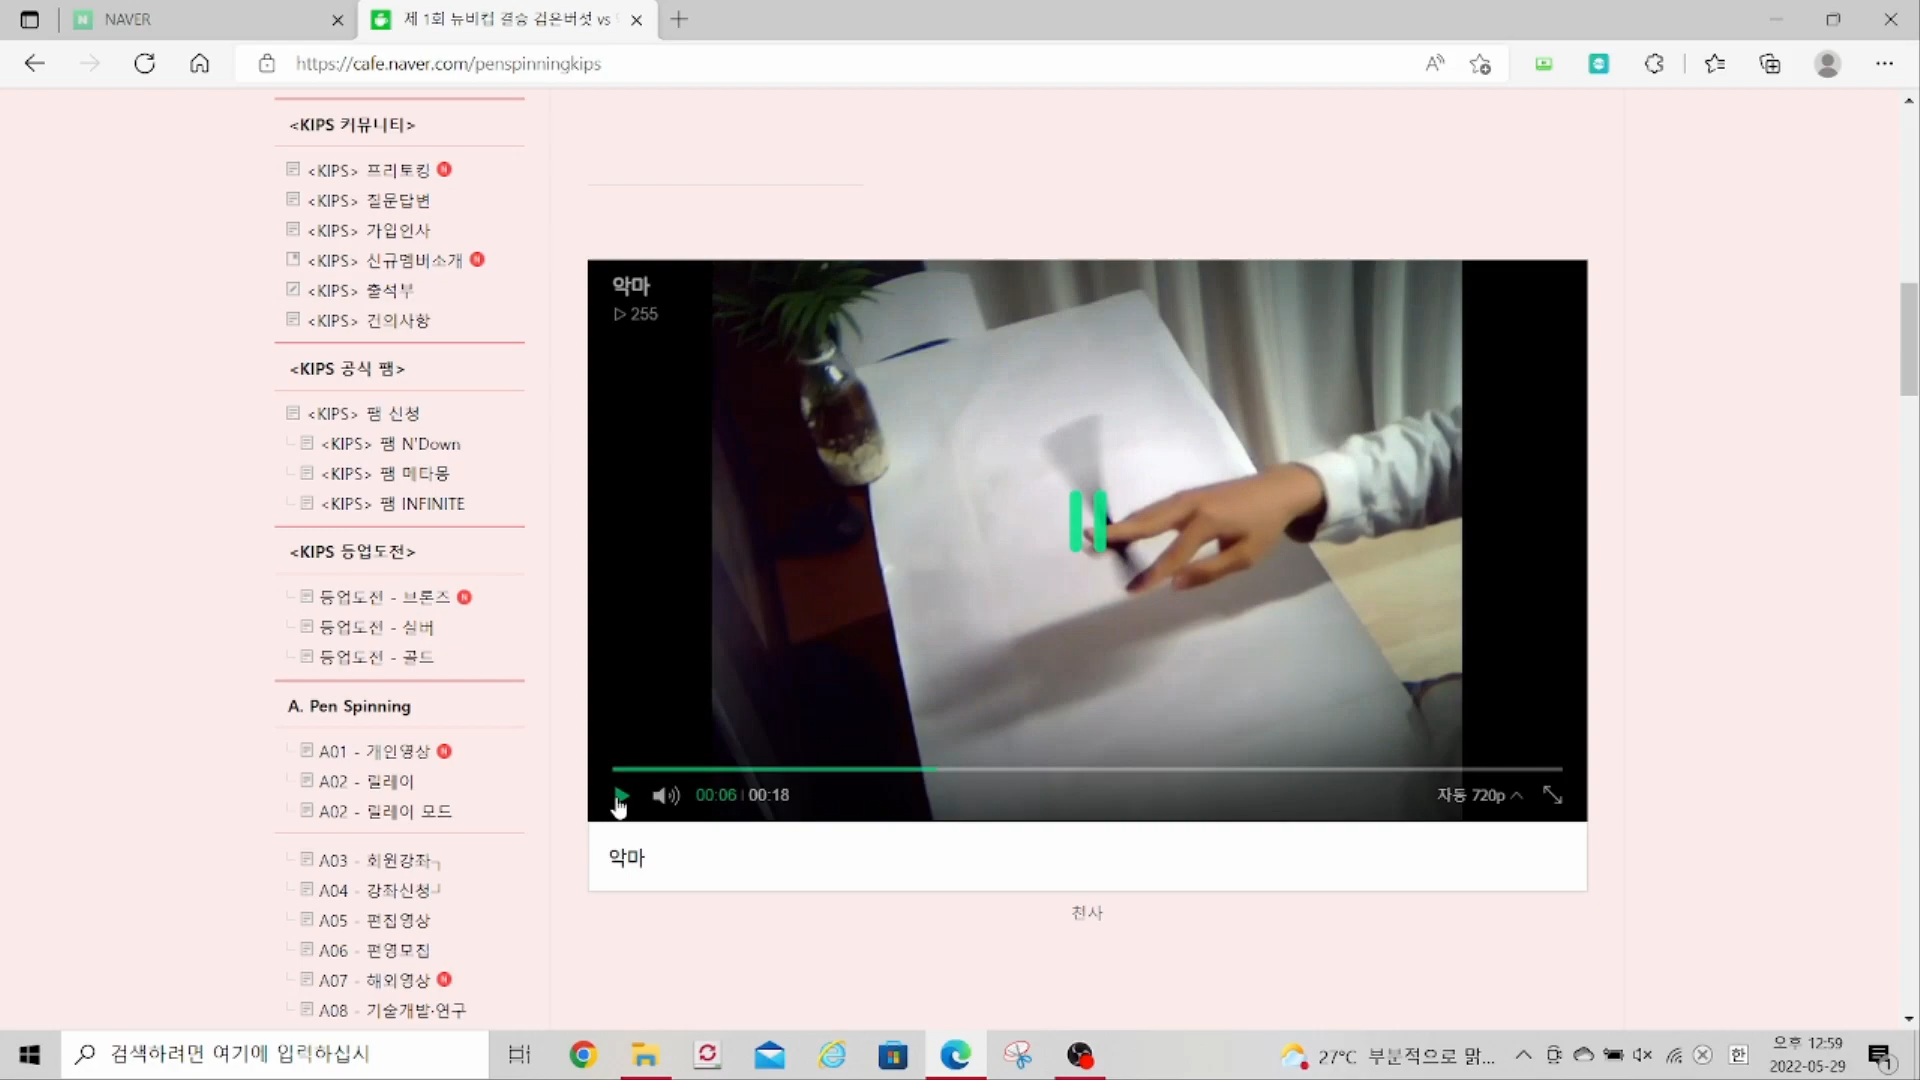 NAVER
제 1회 뉴비컵 결승 검은버섯 vs
https://cafe.naver.com/penspinningkips
<KIPS 커뮤니티>
<KIPS> 프리토킹 N
<KIPS> 질문답변
<KIPS> 가입인사
<KIPS> 신규멤버소개 N
<KIPS> 출석부
<KIPS> 건의사항
<KIPS 공식 팸>
<KIPS> 팸 신청
<KIPS> 팸 N'Down
<KIPS> 팸 메타몽
<KIPS> 팸 INFINITE
<KIPS 등업도전>
등업도전 - 브론즈 N
등업도전 - 실버
등업도전 - 골드
A. Pen Spinning
A01 - 개인영상 N
A02 - 릴레이
A02 - 릴레이 모드
A03 - 회원강좌┐
A04 - 강좌신청┘
A05 - 편집영상
A06 - 편영모집
A07 - 해외영상 N
A08 - 기술개발·연구
악마
▷ 255
00:06 | 00:18
자동 720p
악마
천사
검색하려면 여기에 입력하십시
27°C 부분적으로 맑...
한
오후 12:59
2022-05-29
1